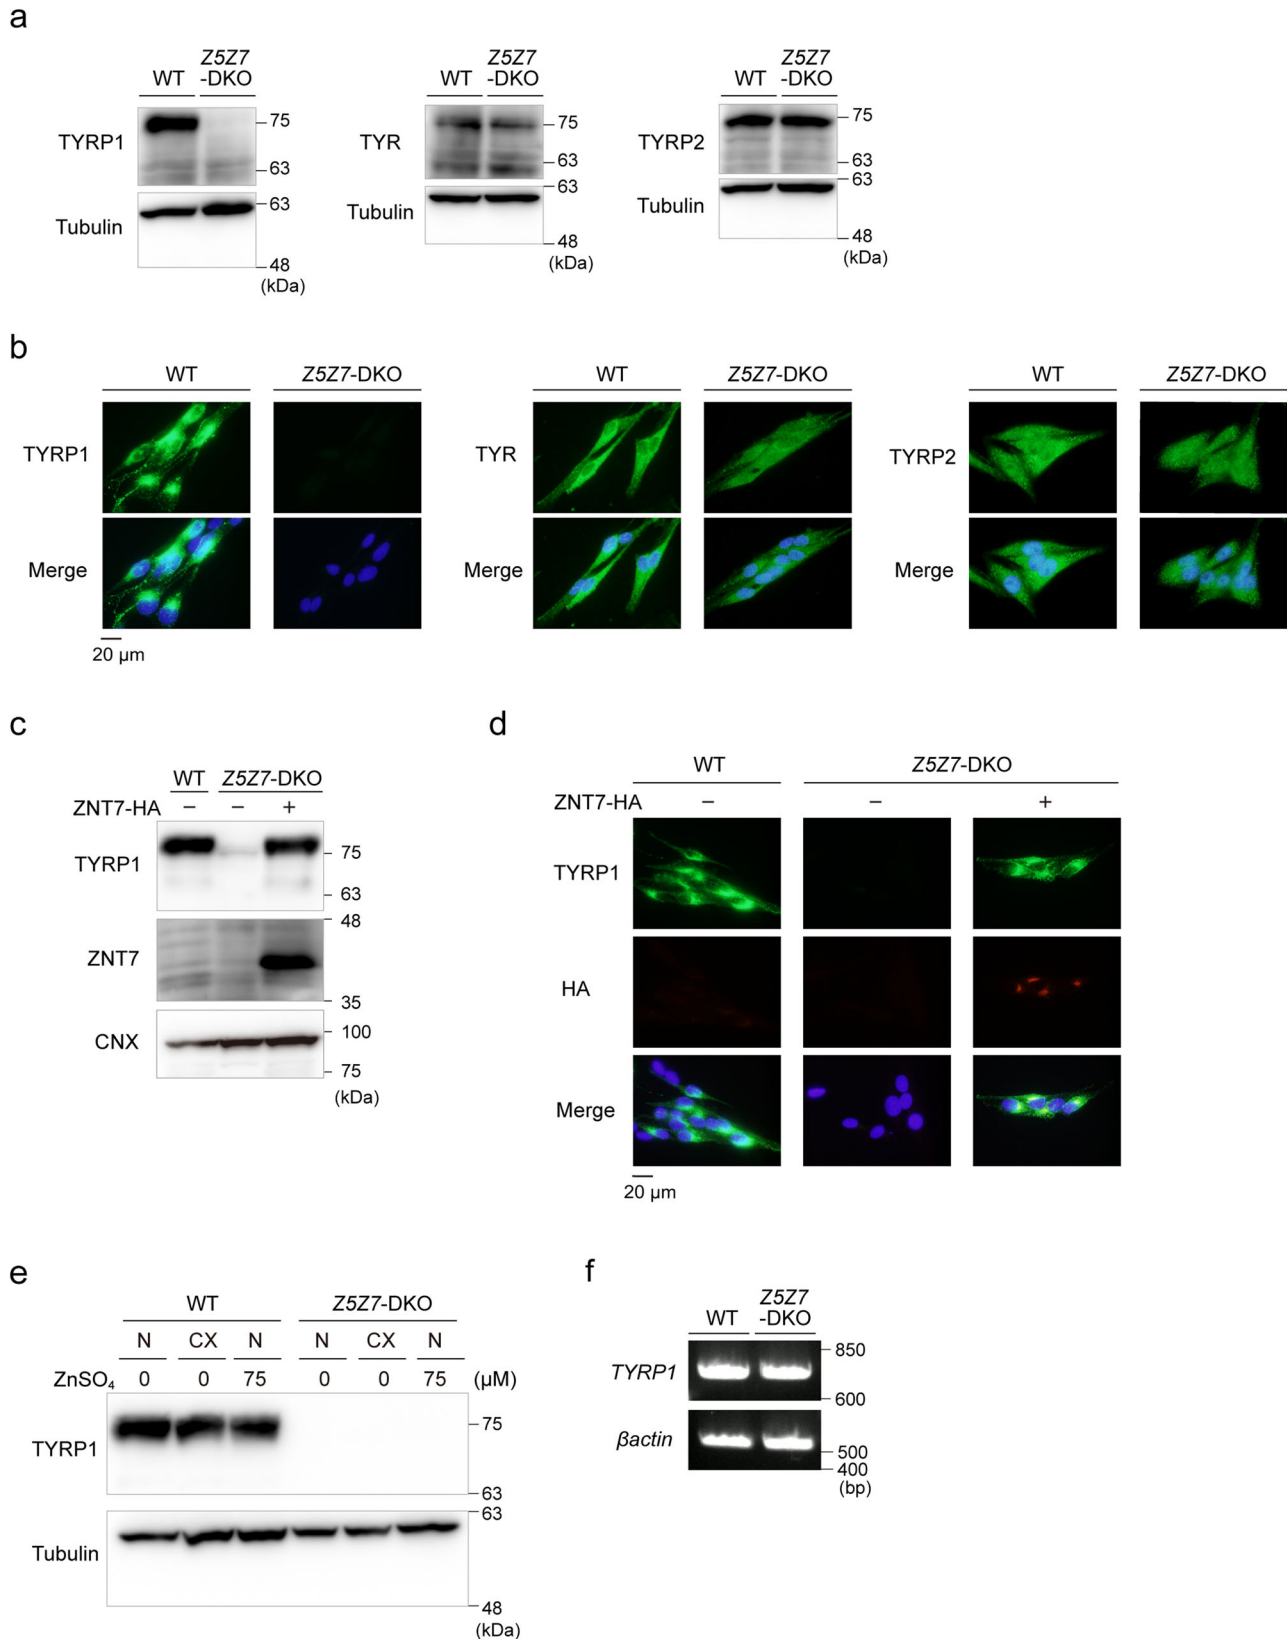 a
Z5Z7
WT -DKO
TYRP1
75
63
Tubulin
63
48
(kDa)
Z5Z7
WT -DKO
TYR
75
63
Tubulin
63
48
(kDa)
Z5Z7
WT -DKO
TYRP2
75
63
Tubulin
63
48
(kDa)
b
WT Z5Z7-DKO
TYRP1
Merge
20 μm
WT Z5Z7-DKO
TYR
Merge
WT Z5Z7-DKO
TYRP2
Merge
c
WT Z5Z7-DKO
ZNT7-HA − − +
TYRP1
75
63
48
ZNT7
35
CNX
100
75
(kDa)
d
WT Z5Z7-DKO
ZNT7-HA − − +
TYRP1
HA
Merge
20 μm
e
WT Z5Z7-DKO
N CX N N CX N
ZnSO₄ 0 0 75 0 0 75 (μM)
TYRP1
75
63
63
Tubulin
48
(kDa)
f
Z5Z7
WT -DKO
TYRP1
850
600
βactin
500
400
(bp)